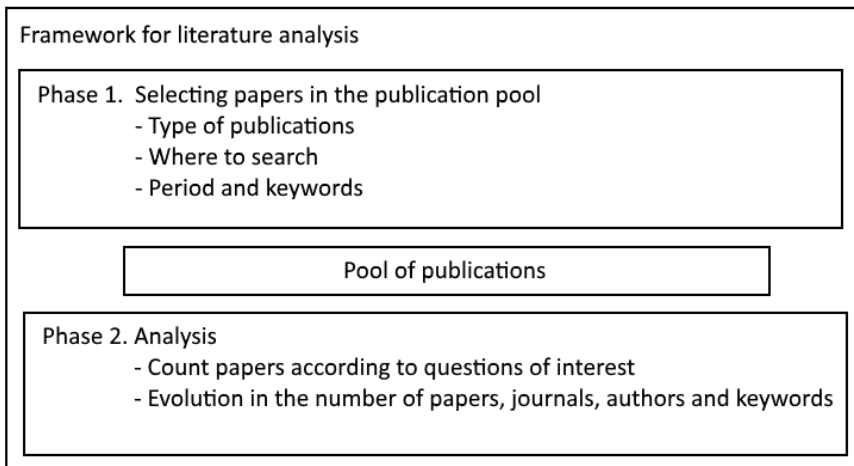 Framework for literature analysis
Phase 1. Selecting papers in the publication pool
- Type of publications
- Where to search
- Period and keywords
Pool of publications
Phase 2. Analysis
- Count papers according to questions of interest
- Evolution in the number of papers, journals, authors and keywords